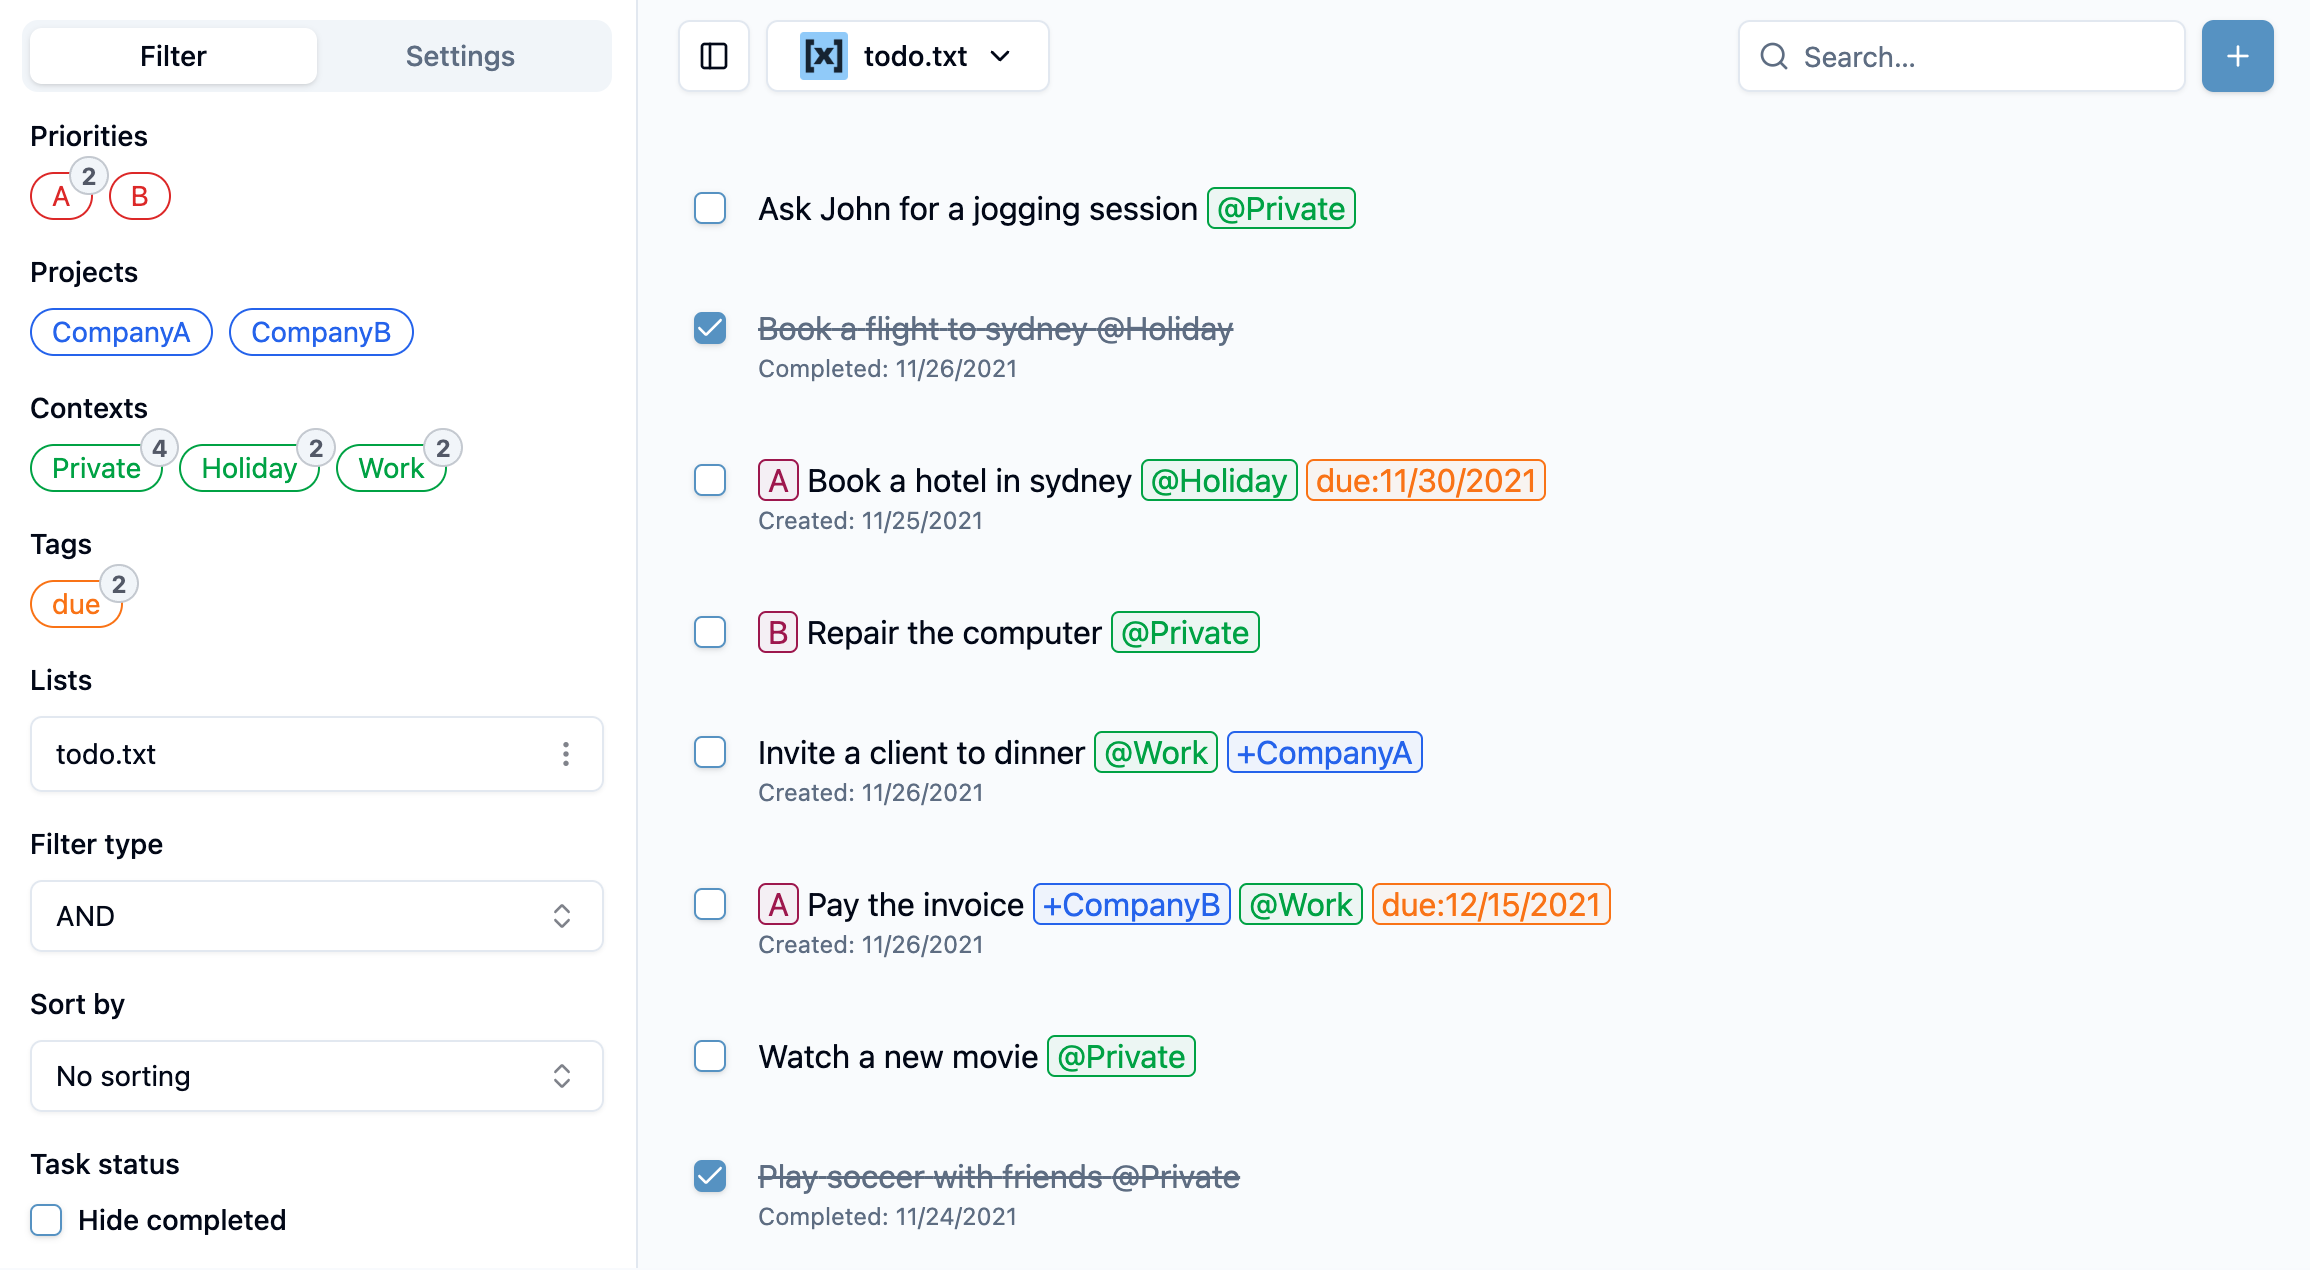 Filter Settings
Priorities
A 2 B
Projects
CompanyA CompanyB
Contexts
Private 4 Holiday 2 Work 2
Tags
due 2
Lists
todo.txt
Filter type
AND
Sort by
No sorting
Task status
Hide completed
[x] todo.txt
Search...
Ask John for a jogging session @Private
Book a flight to sydney @Holiday
Completed: 11/26/2021
A Book a hotel in sydney @Holiday due:11/30/2021
Created: 11/25/2021
B Repair the computer @Private
Invite a client to dinner @Work +CompanyA
Created: 11/26/2021
A Pay the invoice +CompanyB @Work due:12/15/2021
Created: 11/26/2021
Watch a new movie @Private
Play soccer with friends @Private
Completed: 11/24/2021